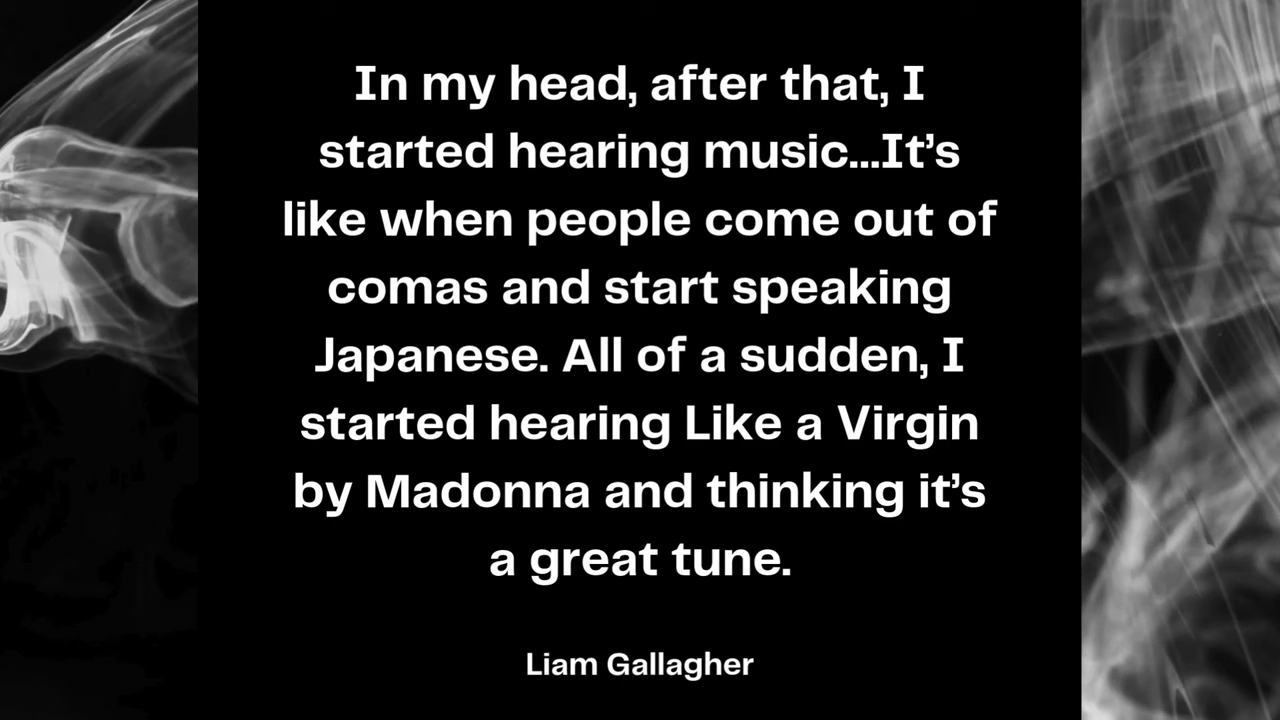 In my head, after that, I
started hearing music...It’s
like when people come out of
comas and start speaking
Japanese. All of a sudden, I
started hearing Like a Virgin
by Madonna and thinking it’s
a great tune.
Liam Gallagher